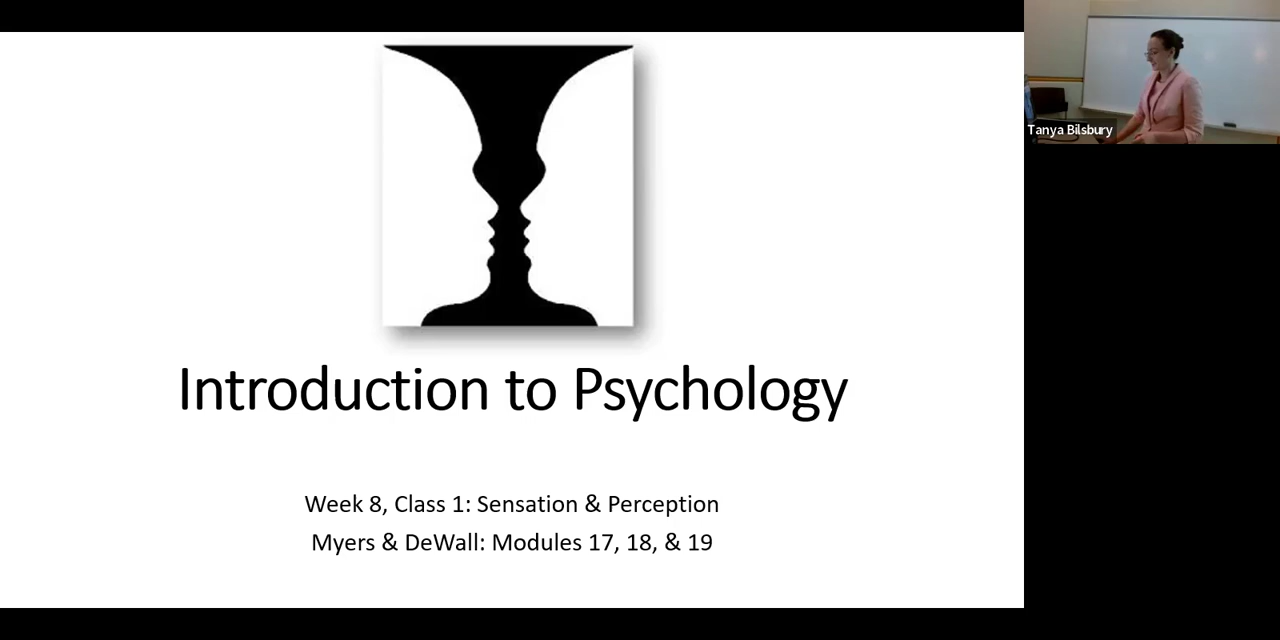 Tanya Bilsbury
Introduction to Psychology
Week 8, Class 1: Sensation & Perception
Myers & DeWall: Modules 17, 18, & 19